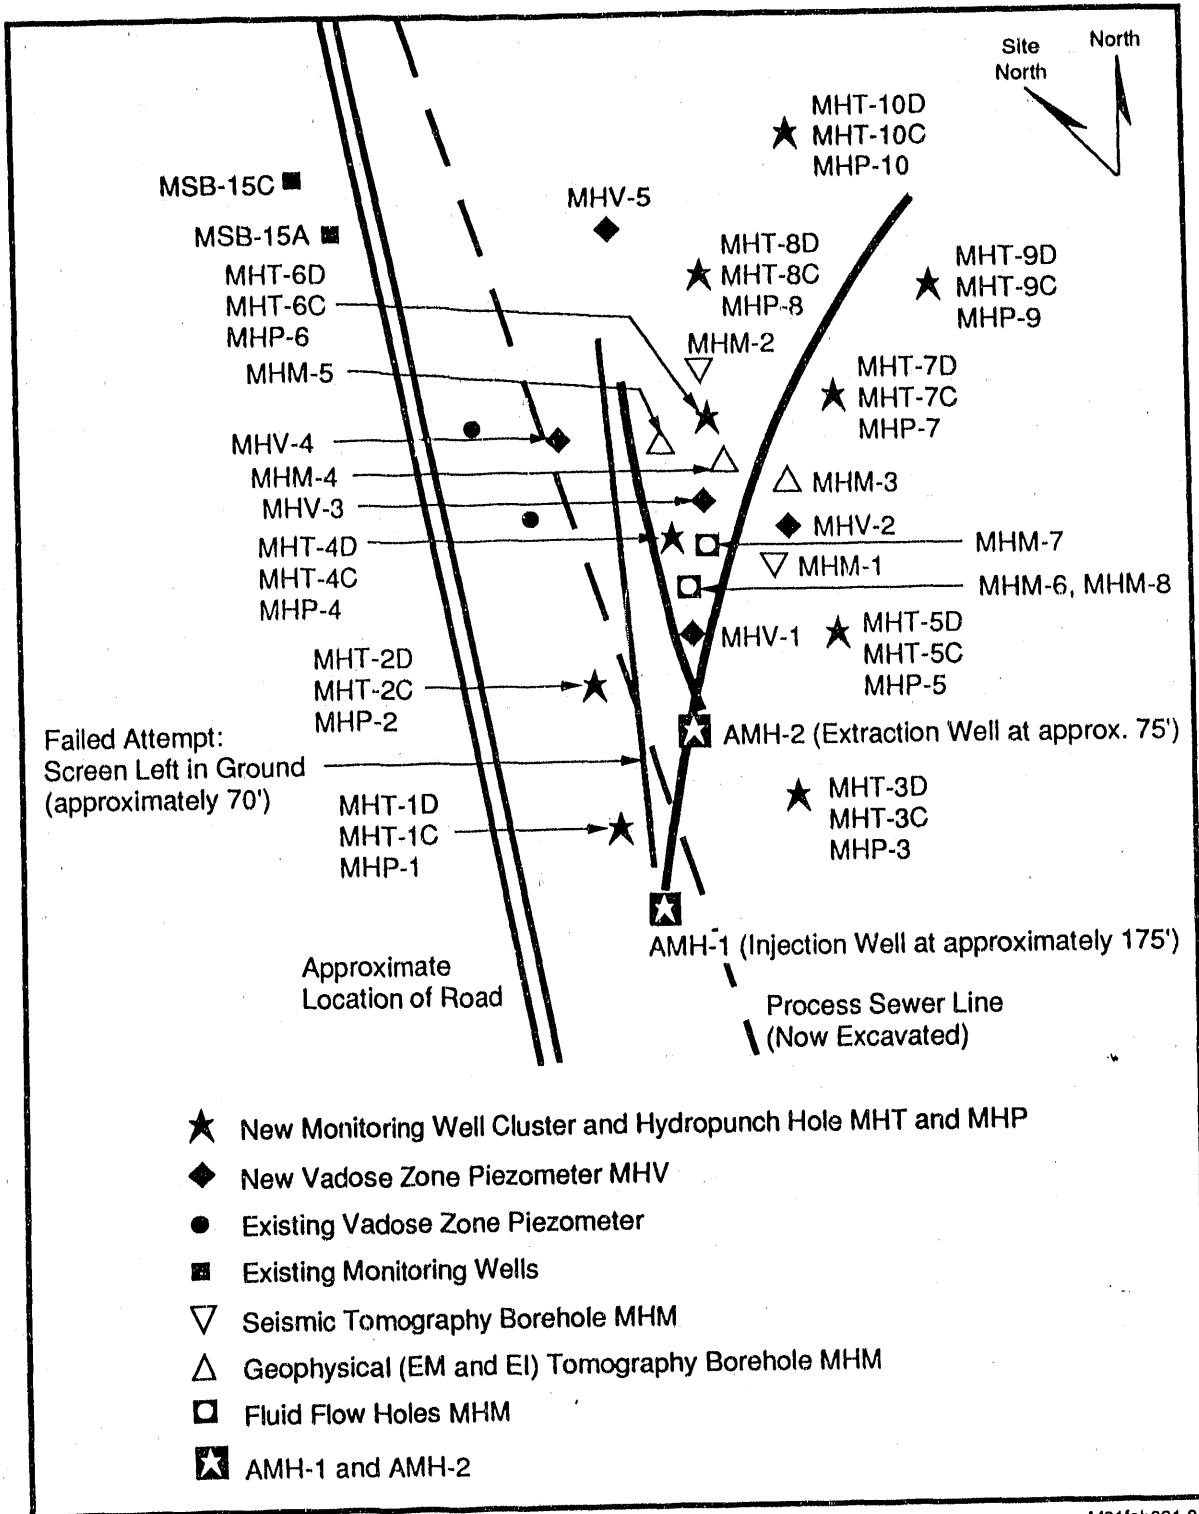 Site
North
North
MHT-10D
MHT-10C
MHP-10
MSB-15C
MHV-5
MSB-15A
MHT-8D
MHT-8C
MHP-8
MHT-9D
MHT-9C
MHP-9
MHT-6D
MHT-6C
MHP-6
MHM-2
MHM-5
MHT-7D
MHT-7C
MHP-7
MHV-4
MHM-4
MHM-3
MHV-3
MHV-2
MHT-4D
MHT-4C
MHP-4
MHM-7
MHM-1
MHM-6, MHM-8
MHV-1
MHT-5D
MHT-5C
MHP-5
MHT-2D
MHT-2C
MHP-2
Failed Attempt:
Screen Left in Ground
(approximately 70')
AMH-2 (Extraction Well at approx. 75')
MHT-3D
MHT-3C
MHP-3
MHT-1D
MHT-1C
MHP-1
AMH-1 (Injection Well at approximately 175')
Approximate
Location of Road
Process Sewer Line
(Now Excavated)
New Monitoring Well Cluster and Hydropunch Hole MHT and MHP
New Vadose Zone Piezometer MHV
Existing Vadose Zone Piezometer
Existing Monitoring Wells
Seismic Tomography Borehole MHM
Geophysical (EM and EI) Tomography Borehole MHM
Fluid Flow Holes MHM
AMH-1 and AMH-2